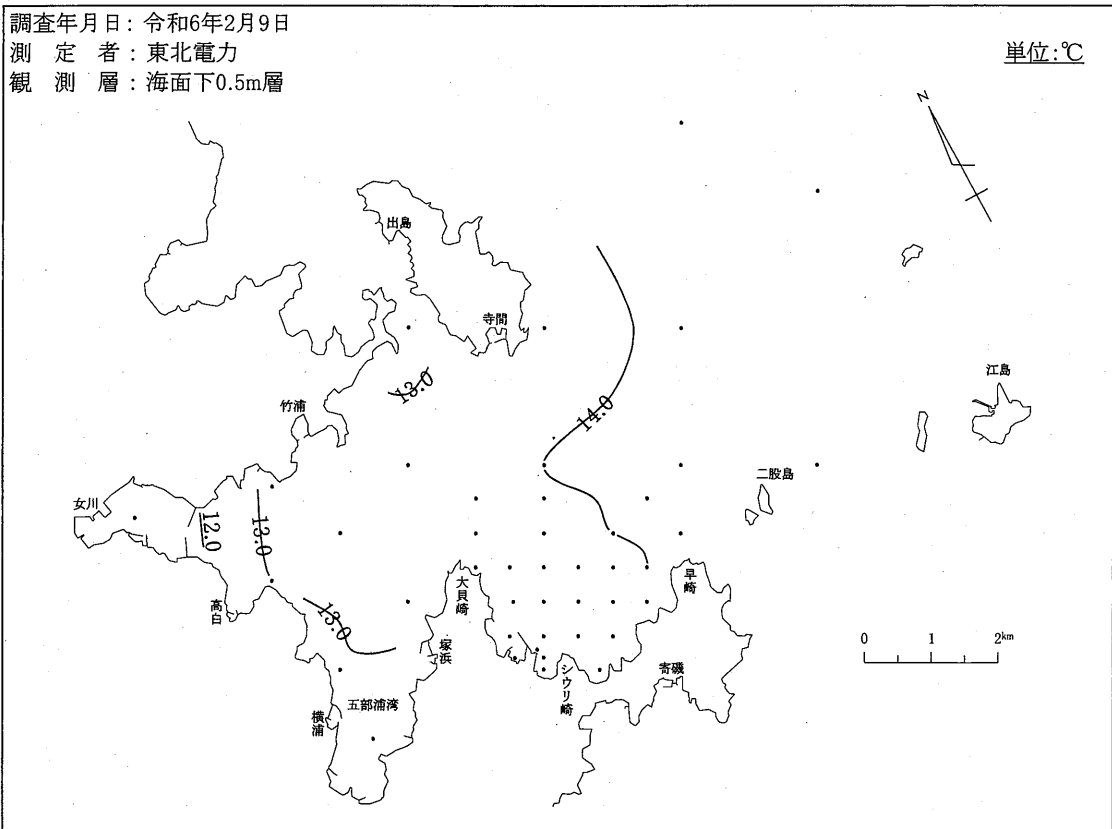 調査年月日：令和6年2月9日
測　定　者：東北電力
観　測　層：海面下0.5m層
単位：℃
N
出島
寺間
江島
13.0
竹浦
14.0
二股島
女川
12.0
13.0
大貝崎
早崎
高白
13.0
塚浜
0　1　2km
シウリ崎
寄磯
五部浦湾
横浦